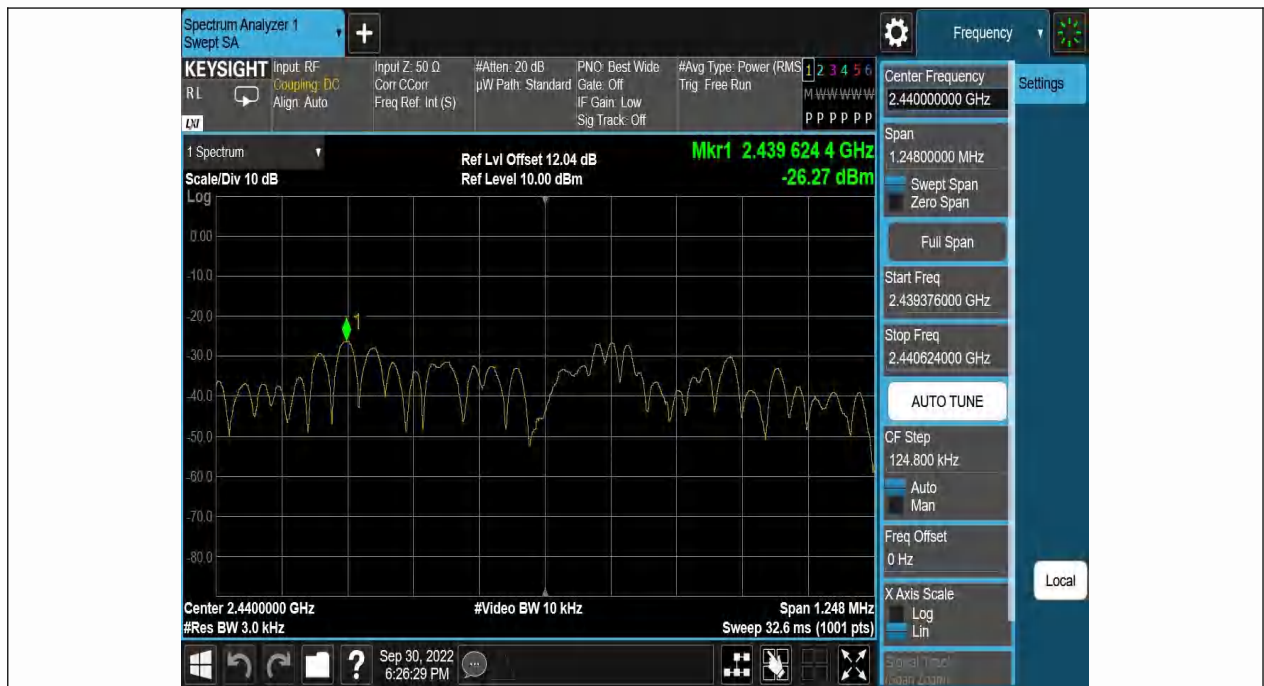 Spectrum Analyzer 1
Swept SA
+
Frequency
KEYSIGHT
RL
LXI
Input: RF
Coupling: DC
Align: Auto
Input Z: 50 Ω
Corr CCorr
Freq Ref: Int (S)
#Atten: 20 dB
µW Path: Standard
PNO: Best Wide
Gate: Off
IF Gain: Low
Sig Track: Off
#Avg Type: Power (RMS
Trig: Free Run
1 2 3 4 5 6
M W W W W W
P P P P P P
1 Spectrum
Scale/Div 10 dB
Log
Ref Lvl Offset 12.04 dB
Ref Level 10.00 dBm
Mkr1 2.439 624 4 GHz
-26.27 dBm
0.00
-10.0
-20.0
-30.0
-40.0
-50.0
-60.0
-70.0
-80.0
1
Center 2.4400000 GHz
#Res BW 3.0 kHz
#Video BW 10 kHz
Span 1.248 MHz
Sweep 32.6 ms (1001 pts)
?
Sep 30, 2022
6:26:29 PM
Center Frequency
2.440000000 GHz
Span
1.24800000 MHz
Swept Span
Zero Span
Full Span
Start Freq
2.439376000 GHz
Stop Freq
2.440624000 GHz
AUTO TUNE
CF Step
124.800 kHz
Auto
Man
Freq Offset
0 Hz
X Axis Scale
Log
Lin
Signal Track
(Span Zoom)
Settings
Local